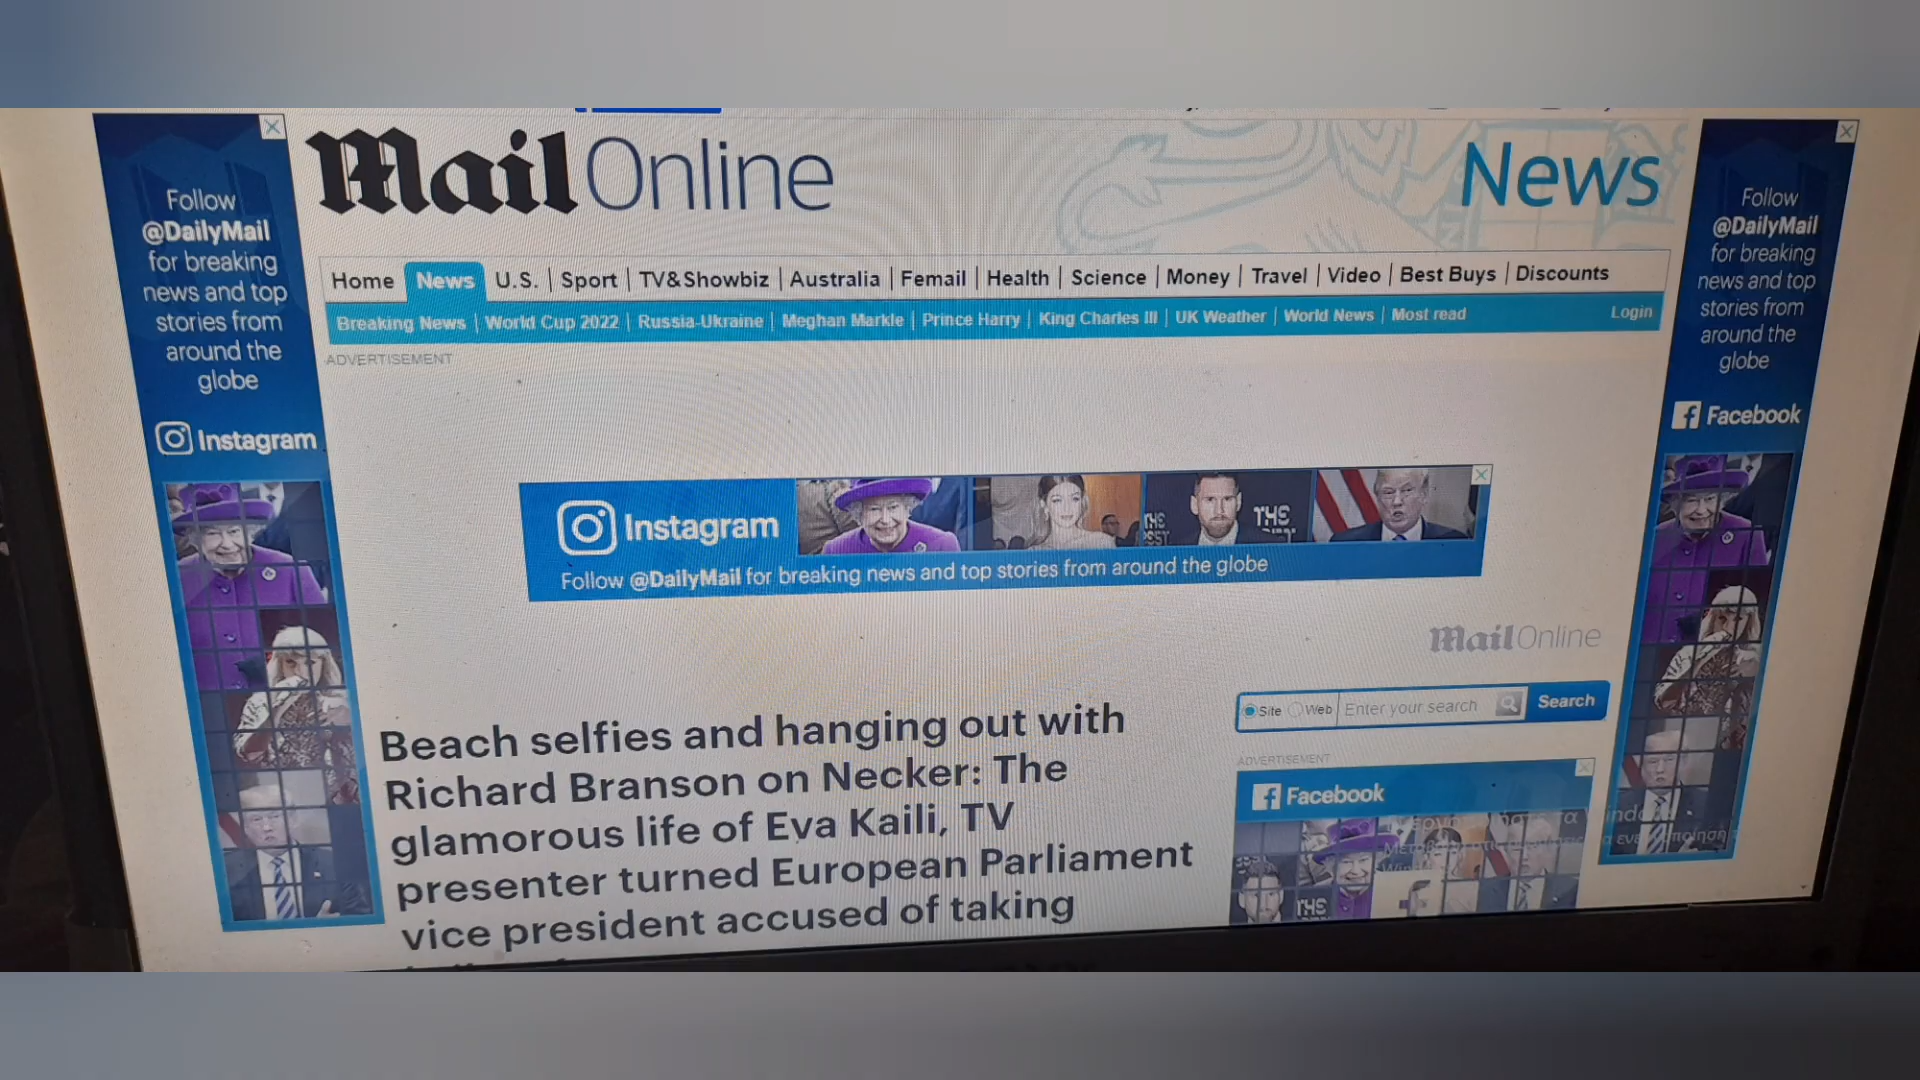 Mail Online
News
Follow
@DailyMail
for breaking
news and top
stories from
around the
globe
Instagram
Home News U.S. Sport TV&Showbiz Australia Femail Health Science Money Travel Video Best Buys Discounts
Breaking News World Cup 2022 Russia-Ukraine Meghan Markle Prince Harry King Charles III UK Weather World News Most read Login
ADVERTISEMENT
Instagram
THE
THE
Follow @DailyMail for breaking news and top stories from around the globe
Mail Online
Site Web Enter your search Search
Beach selfies and hanging out with
Richard Branson on Necker: The
glamorous life of Eva Kaili, TV
presenter turned European Parliament
vice president accused of taking
ADVERTISEMENT
Facebook
THE
Follow
@DailyMail
for breaking
news and top
stories from
around the
globe
Facebook